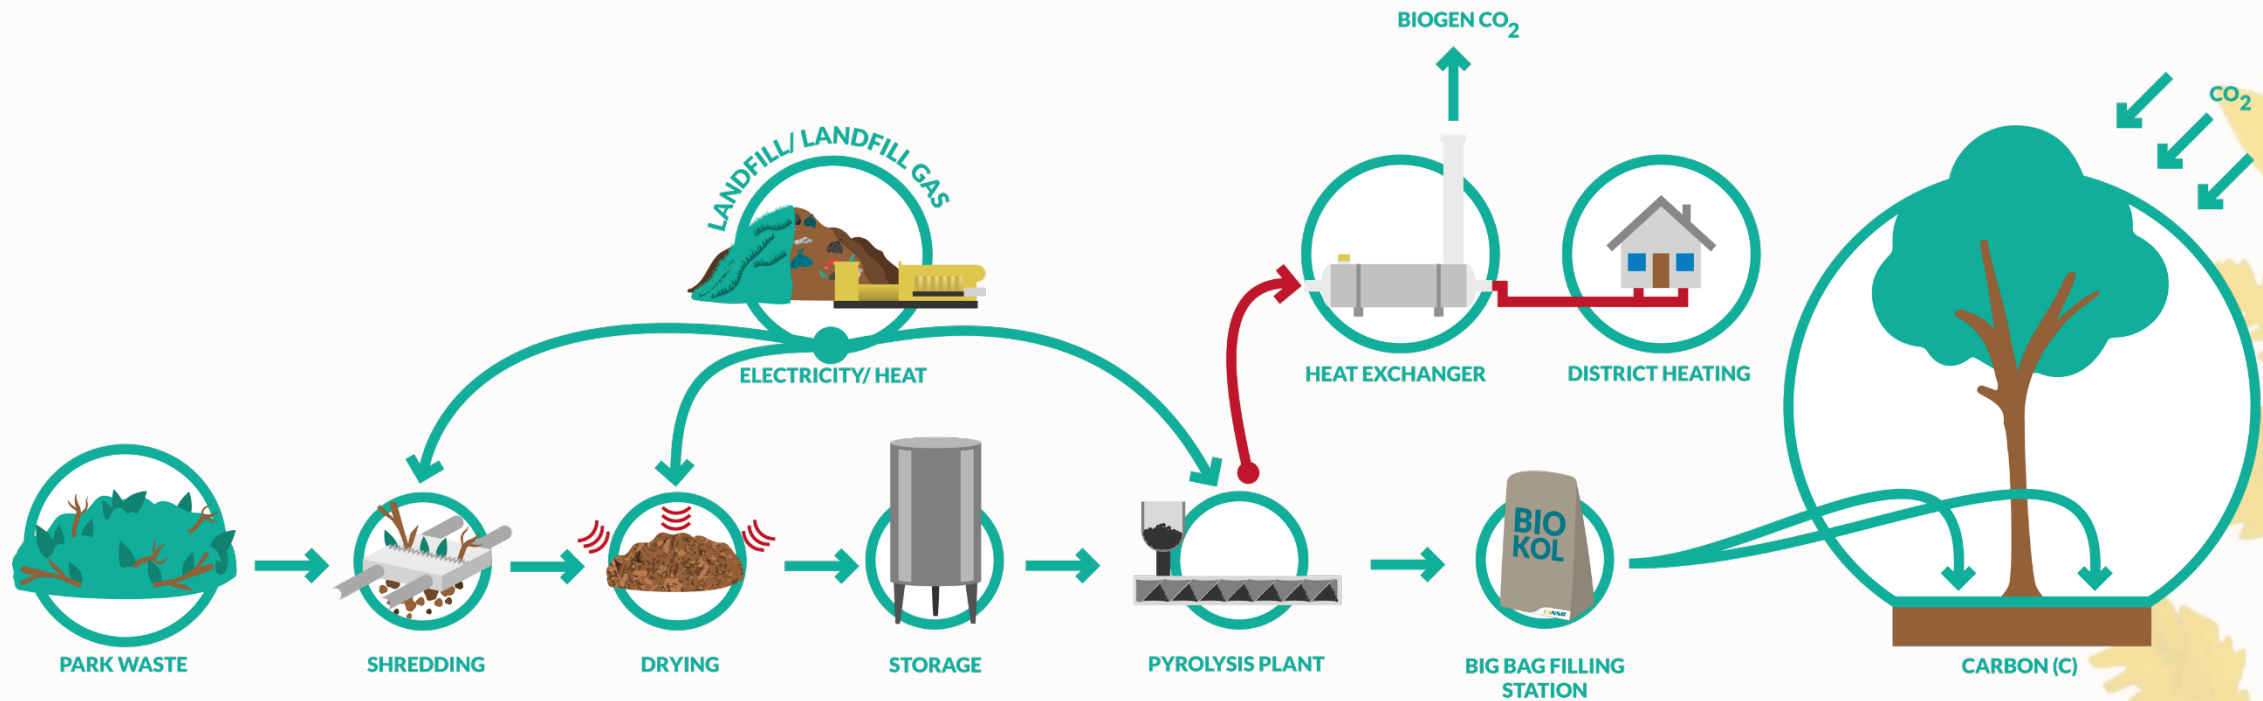 BIOGEN CO₂
CO₂
LANDFILL/ LANDFILL GAS
ELECTRICITY/ HEAT
HEAT EXCHANGER
DISTRICT HEATING
BIO
KOL
NSR
PARK WASTE
SHREDDING
DRYING
STORAGE
PYROLYSIS PLANT
BIG BAG FILLING
STATION
CARBON (C)